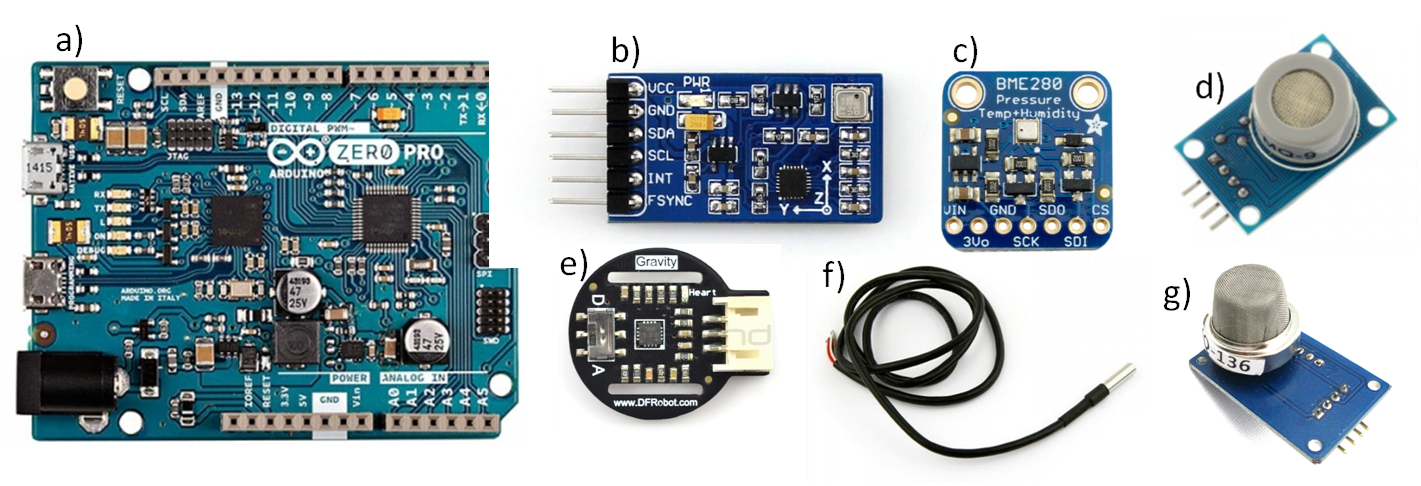 a)
RESET
SCL
SDA
AREF
GND
~13
~12
~11
~10
~9
~8
7
~6
~5
~4
~3
2
TX→1
RX←0
DIGITAL PWM~
JTAG
1415
ZERO PRO
ARDUINO
RX
TX
L
ON
DEBUG
PROGRAMMING
ARDUINO.ORG
MADE IN ITALY
47
25V
47
25V
SPI
SWD
POWER
ANALOG IN
IOREF
RESET
3.3V
5V
GND
Vin
A0
A1
A2
A3
A4
A5
b)
PWR
VCC
GND
SDA
SCL
INT
FSYNC
X
Y
Z
c)
BME280
Pressure
Temp+Humidity
VIN GND SDO CS
3Vo SCK SDI
d)
MQ-9
e)
Gravity
Heart
D
A
www.DFRobot.com
f)
g)
Q-136